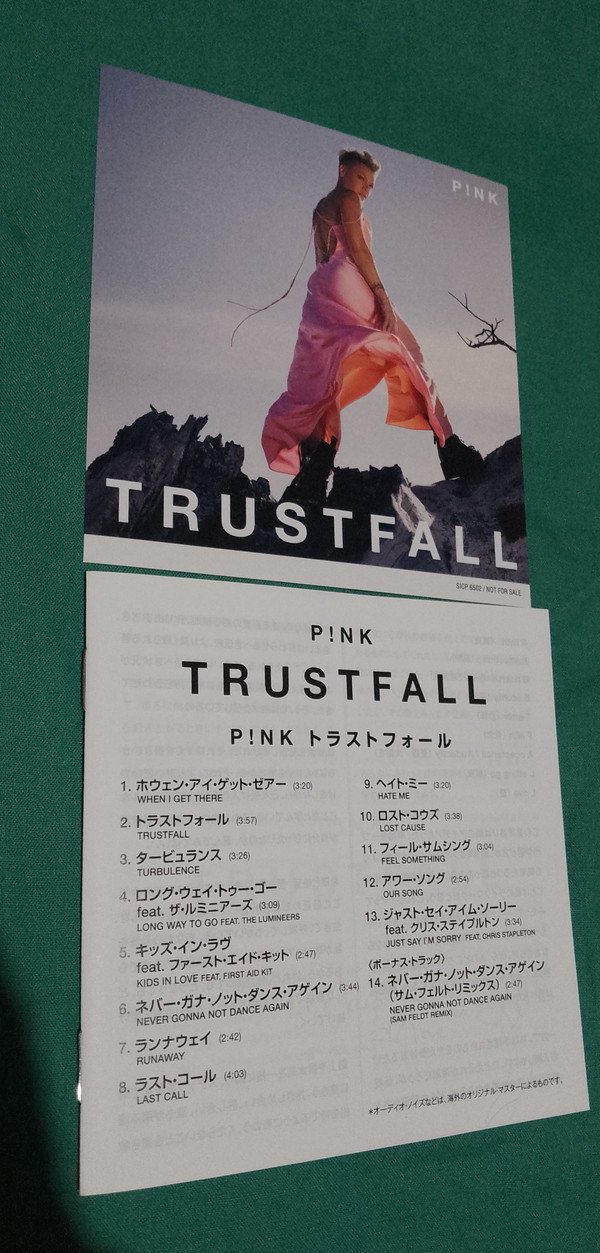 P!NK
TRUSTFALL
SICP 6502 / NOT FOR SALE
P!NK
TRUSTFALL
P!NK トラストフォール
1. ホウェン・アイ・ゲット・ゼアー (3:20)
WHEN I GET THERE
2. トラストフォール (3:57)
TRUSTFALL
3. タービュランス (3:26)
TURBULENCE
4. ロング・ウェイ・トゥー・ゴー
feat. ザ・ルミニアーズ (3:09)
LONG WAY TO GO FEAT. THE LUMINEERS
5. キッズ・イン・ラヴ
feat. ファースト・エイド・キット (2:47)
KIDS IN LOVE FEAT. FIRST AID KIT
6. ネバー・ガナ・ノット・ダンス・アゲイン (3:44)
NEVER GONNA NOT DANCE AGAIN
7. ランナウェイ (2:42)
RUNAWAY
8. ラスト・コール (4:03)
LAST CALL
9. ヘイト・ミー (3:20)
HATE ME
10. ロスト・コウズ (3:38)
LOST CAUSE
11. フィール・サムシング (3:04)
FEEL SOMETHING
12. アワー・ソング (2:54)
OUR SONG
13. ジャスト・セイ・アイム・ソーリー
feat. クリス・ステイプルトン (3:34)
JUST SAY I'M SORRY FEAT. CHRIS STAPLETON
〈ボーナス・トラック〉
14. ネバー・ガナ・ノット・ダンス・アゲイン
（サム・フェルト・リミックス） (2:47)
NEVER GONNA NOT DANCE AGAIN
(SAM FELDT REMIX)
*オーディオ・ノイズなどは、海外のオリジナル・マスターによるものです。